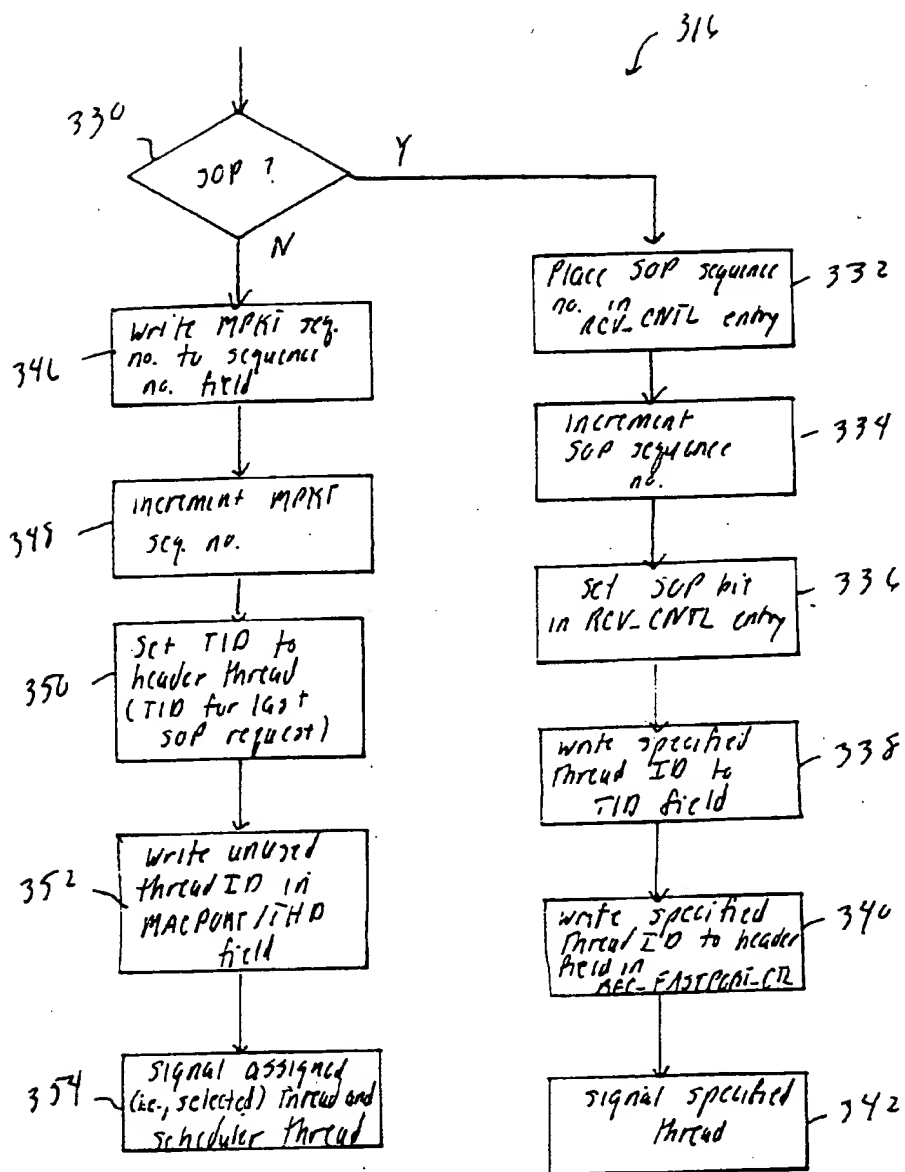 316
330
SOP ?
Y
N
Place SOP sequence
no. in
RCV_CNTL entry
332
increment
SOP sequence
no.
334
set SOP bit
in RCV_CNTL entry
336
write specified
thread ID to
TID field
338
write specified
thread ID to header
field in
REC_FASTPORT_CTL
340
signal specified
thread
342
Write MPKT seq.
no. to sequence
no. field
346
increment MPKT
seq. no.
348
Set TID to
header thread
(TID for last
SOP request)
350
Write unused
thread ID in
MACPORT/THD
field
352
signal assigned
(i.e., selected) thread and
scheduler thread
354